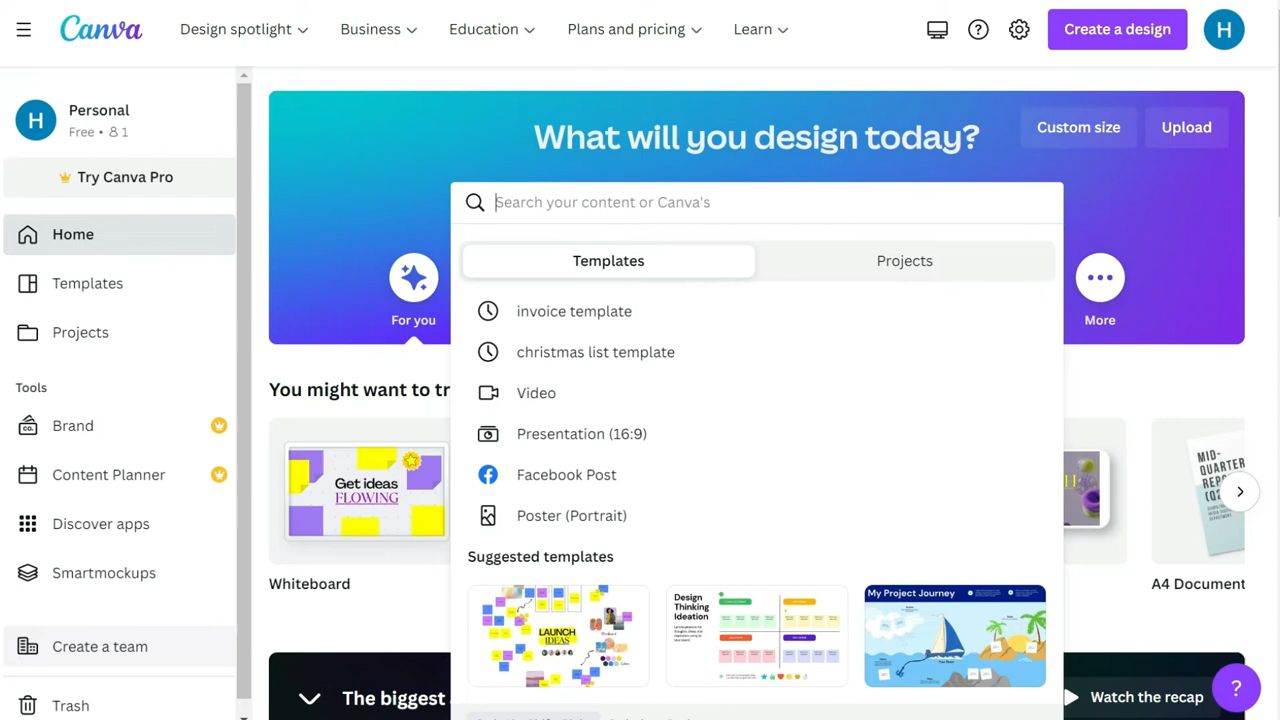 Canva
Design spotlight
Business
Education
Plans and pricing
Learn
Create a design
H
H
Personal
Free • 1
Try Canva Pro
Home
Templates
Projects
Tools
Brand
Content Planner
Discover apps
Smartmockups
Create a team
Trash
What will you design today?
Custom size
Upload
Search your content or Canva's
Templates
Projects
invoice template
christmas list template
Video
Presentation (16:9)
Facebook Post
Poster (Portrait)
Suggested templates
LAUNCH
IDEAS
Design
Thinking
Ideation
My Project Journey
For you
More
You might want to tr
Get ideas
FLOWING
Whiteboard
MID-
QUARTER
REPORT
A4 Document
The biggest
Watch the recap
?